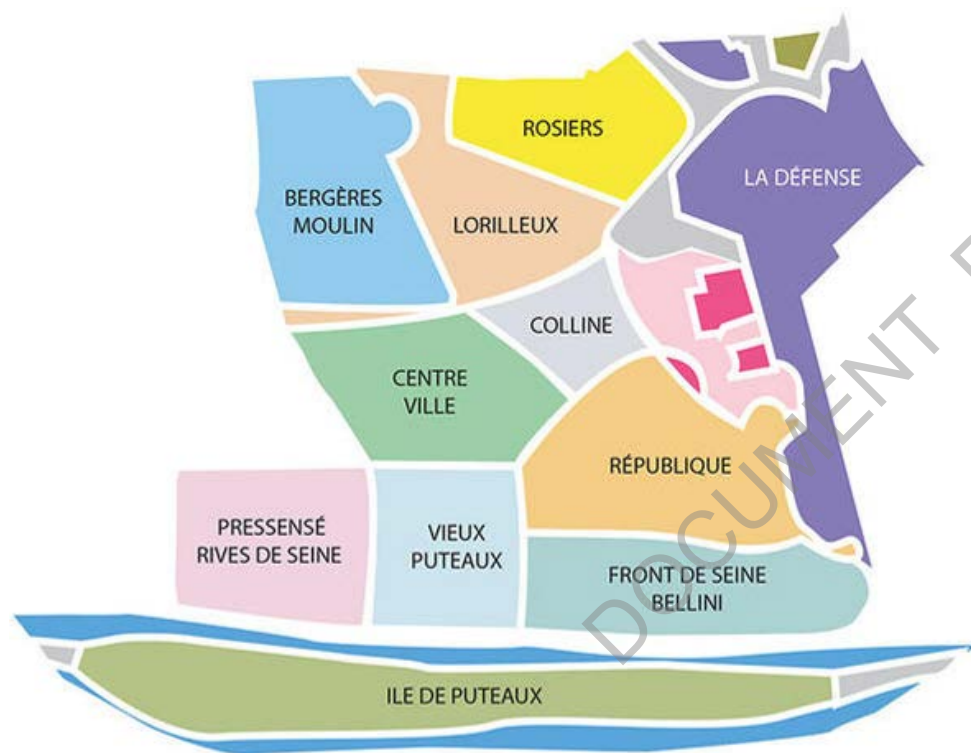 ROSIERS
LA DÉFENSE
BERGÈRES
MOULIN
LORILLEUX
COLLINE
CENTRE
VILLE
RÉPUBLIQUE
PRESSENSÉ
RIVES DE SEINE
VIEUX
PUTEAUX
FRONT DE SEINE
BELLINI
ILE DE PUTEAUX
DOCUMENT